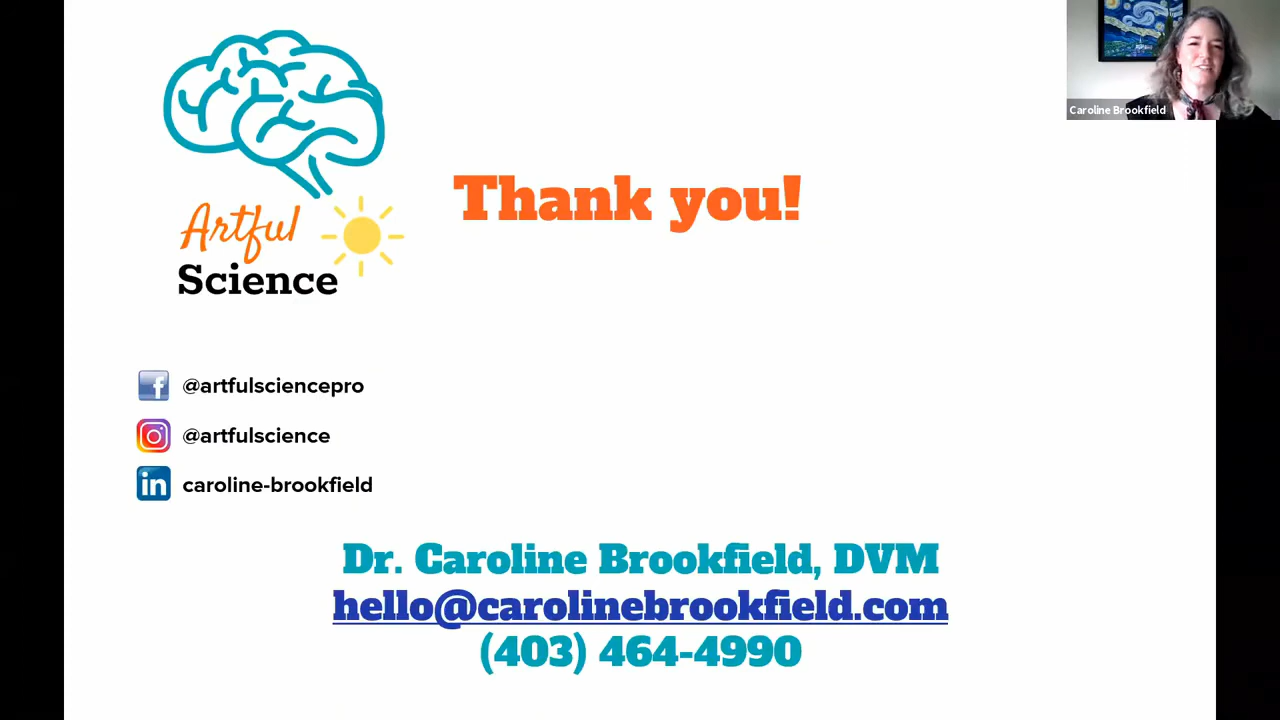 Caroline Brookfield
Artful
Science
Thank you!
@artfulsciencepro
@artfulscience
caroline-brookfield
Dr. Caroline Brookfield, DVM
hello@carolinebrookfield.com
(403) 464-4990